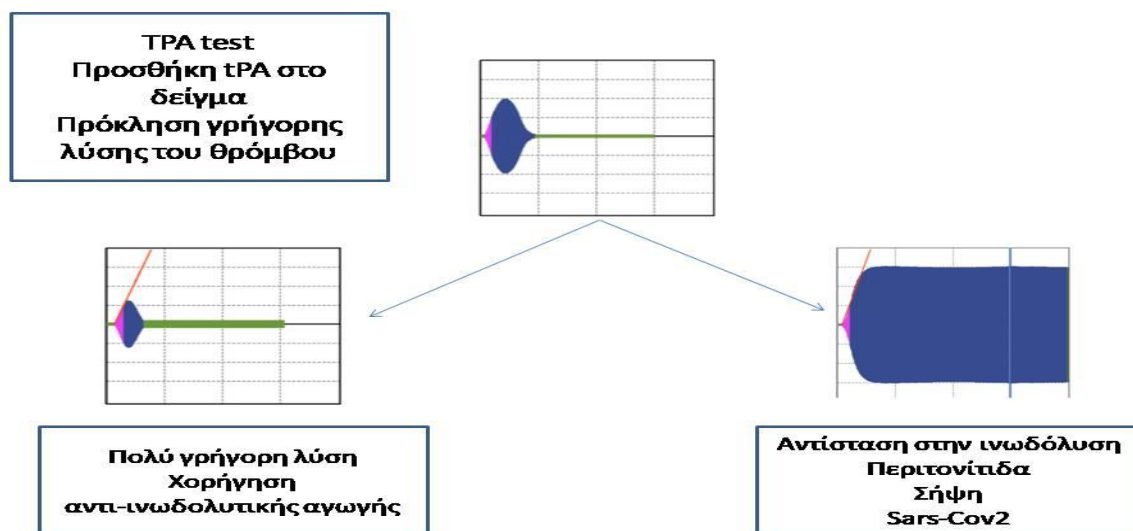 TPA test
Προσθήκη tPA στο
δείγμα
Πρόκληση γρήγορης
λύσης του θρόμβου
Πολύ γρήγορη λύση
Χορήγηση
αντι-ινωδολυτικής αγωγής
Αντίσταση στην ινωδόλυση
Περιτονίτιδα
Σήψη
Sars-Cov2